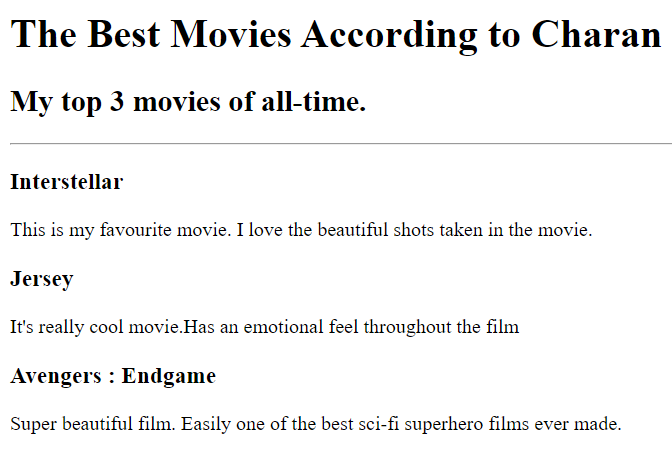 The Best Movies According to Charan
My top 3 movies of all-time.
Interstellar
This is my favourite movie. I love the beautiful shots taken in the movie.
Jersey
It's really cool movie.Has an emotional feel throughout the film
Avengers : Endgame
Super beautiful film. Easily one of the best sci-fi superhero films ever made.